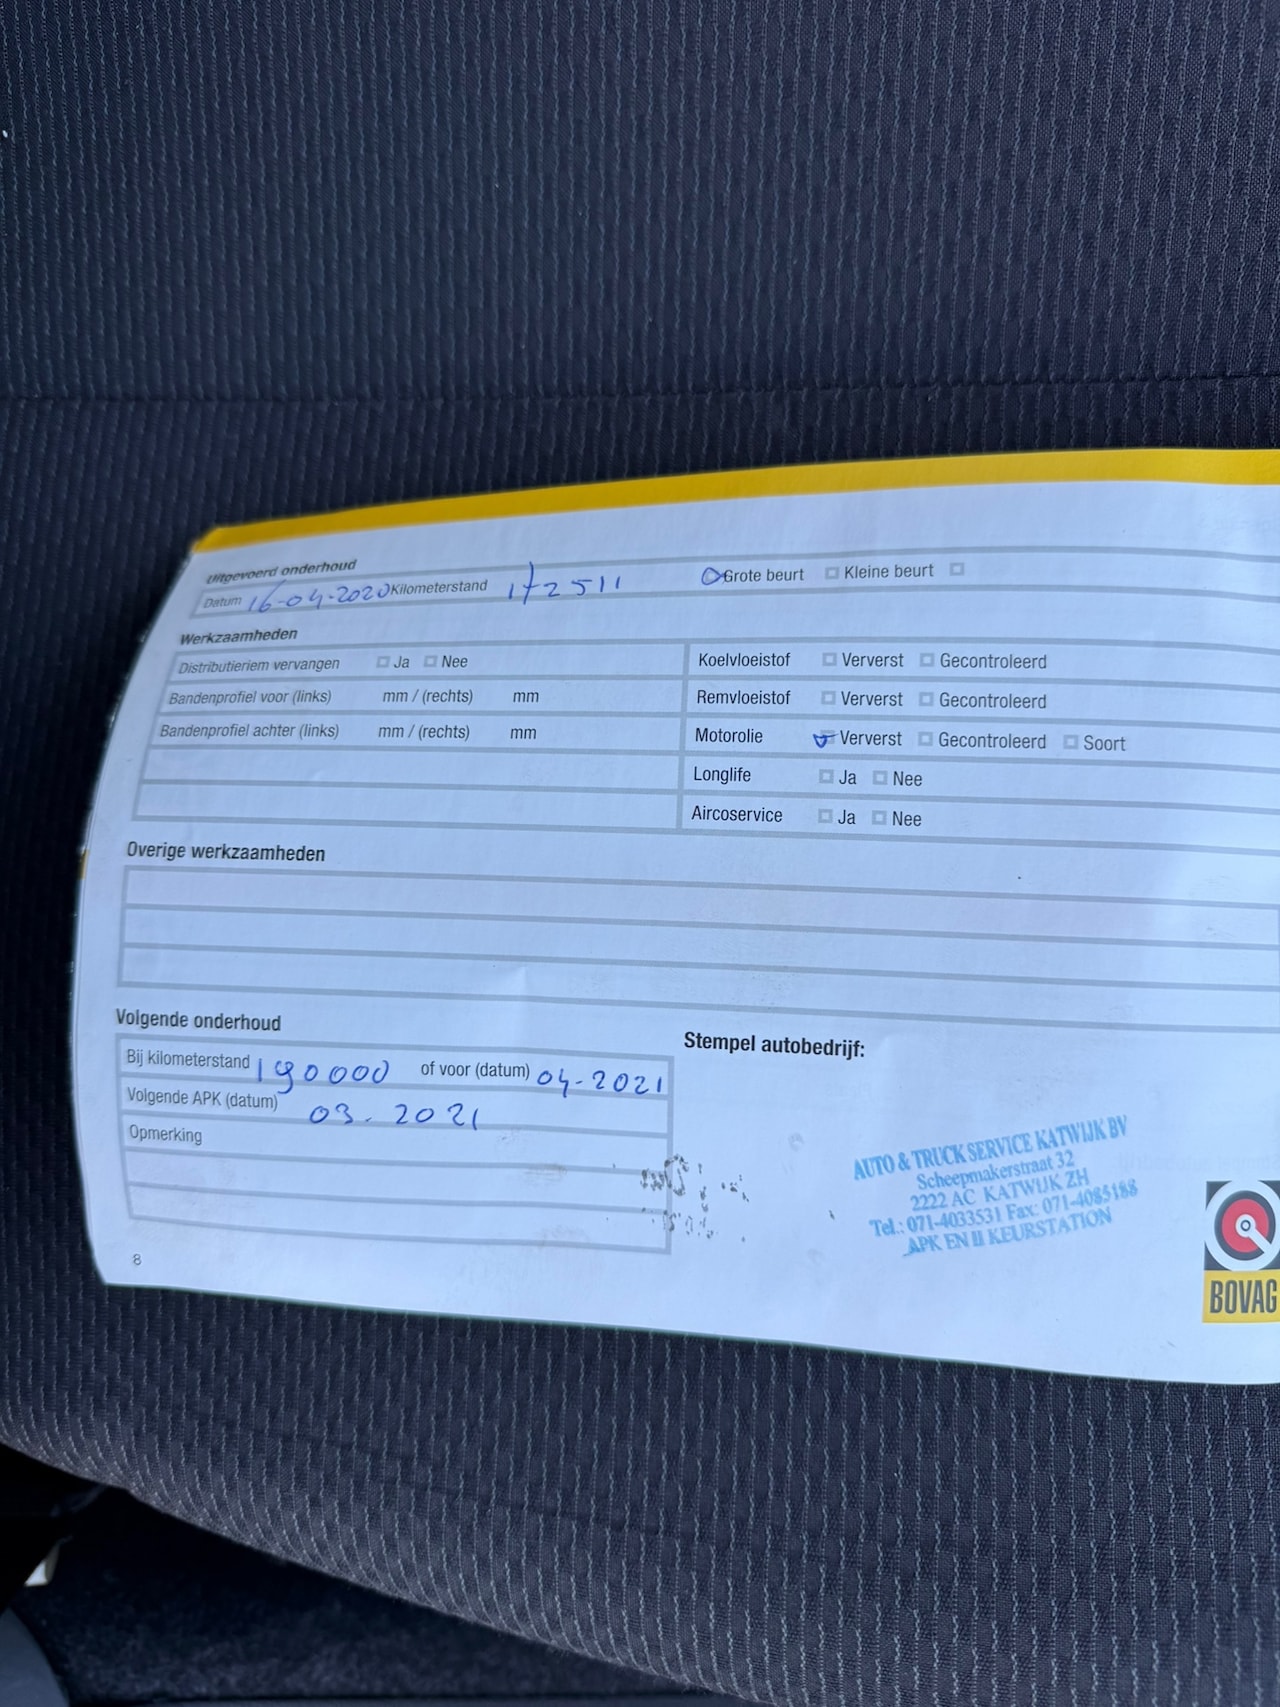 Uitgevoerd onderhoud
Datum 16-04-2020 Kilometerstand 172511 Grote beurt Kleine beurt
Werkzaamheden
Distributieriem vervangen Ja Nee
Bandenprofiel voor (links) mm / (rechts) mm
Bandenprofiel achter (links) mm / (rechts) mm
Koelvloeistof Ververst Gecontroleerd
Remvloeistof Ververst Gecontroleerd
Motorolie Ververst Gecontroleerd Soort
Longlife Ja Nee
Aircoservice Ja Nee
Overige werkzaamheden
Volgende onderhoud
Bij kilometerstand 190000 of voor (datum) 04-2021
Volgende APK (datum) 03-2021
Opmerking
8
Stempel autobedrijf:
AUTO & TRUCK SERVICE KATWIJK BV
Scheepmakerstraat 32
2222 AC KATWIJK ZH
Tel.: 071-4033531 Fax: 071-4085188
APK EN II KEURSTATION
BOVAG